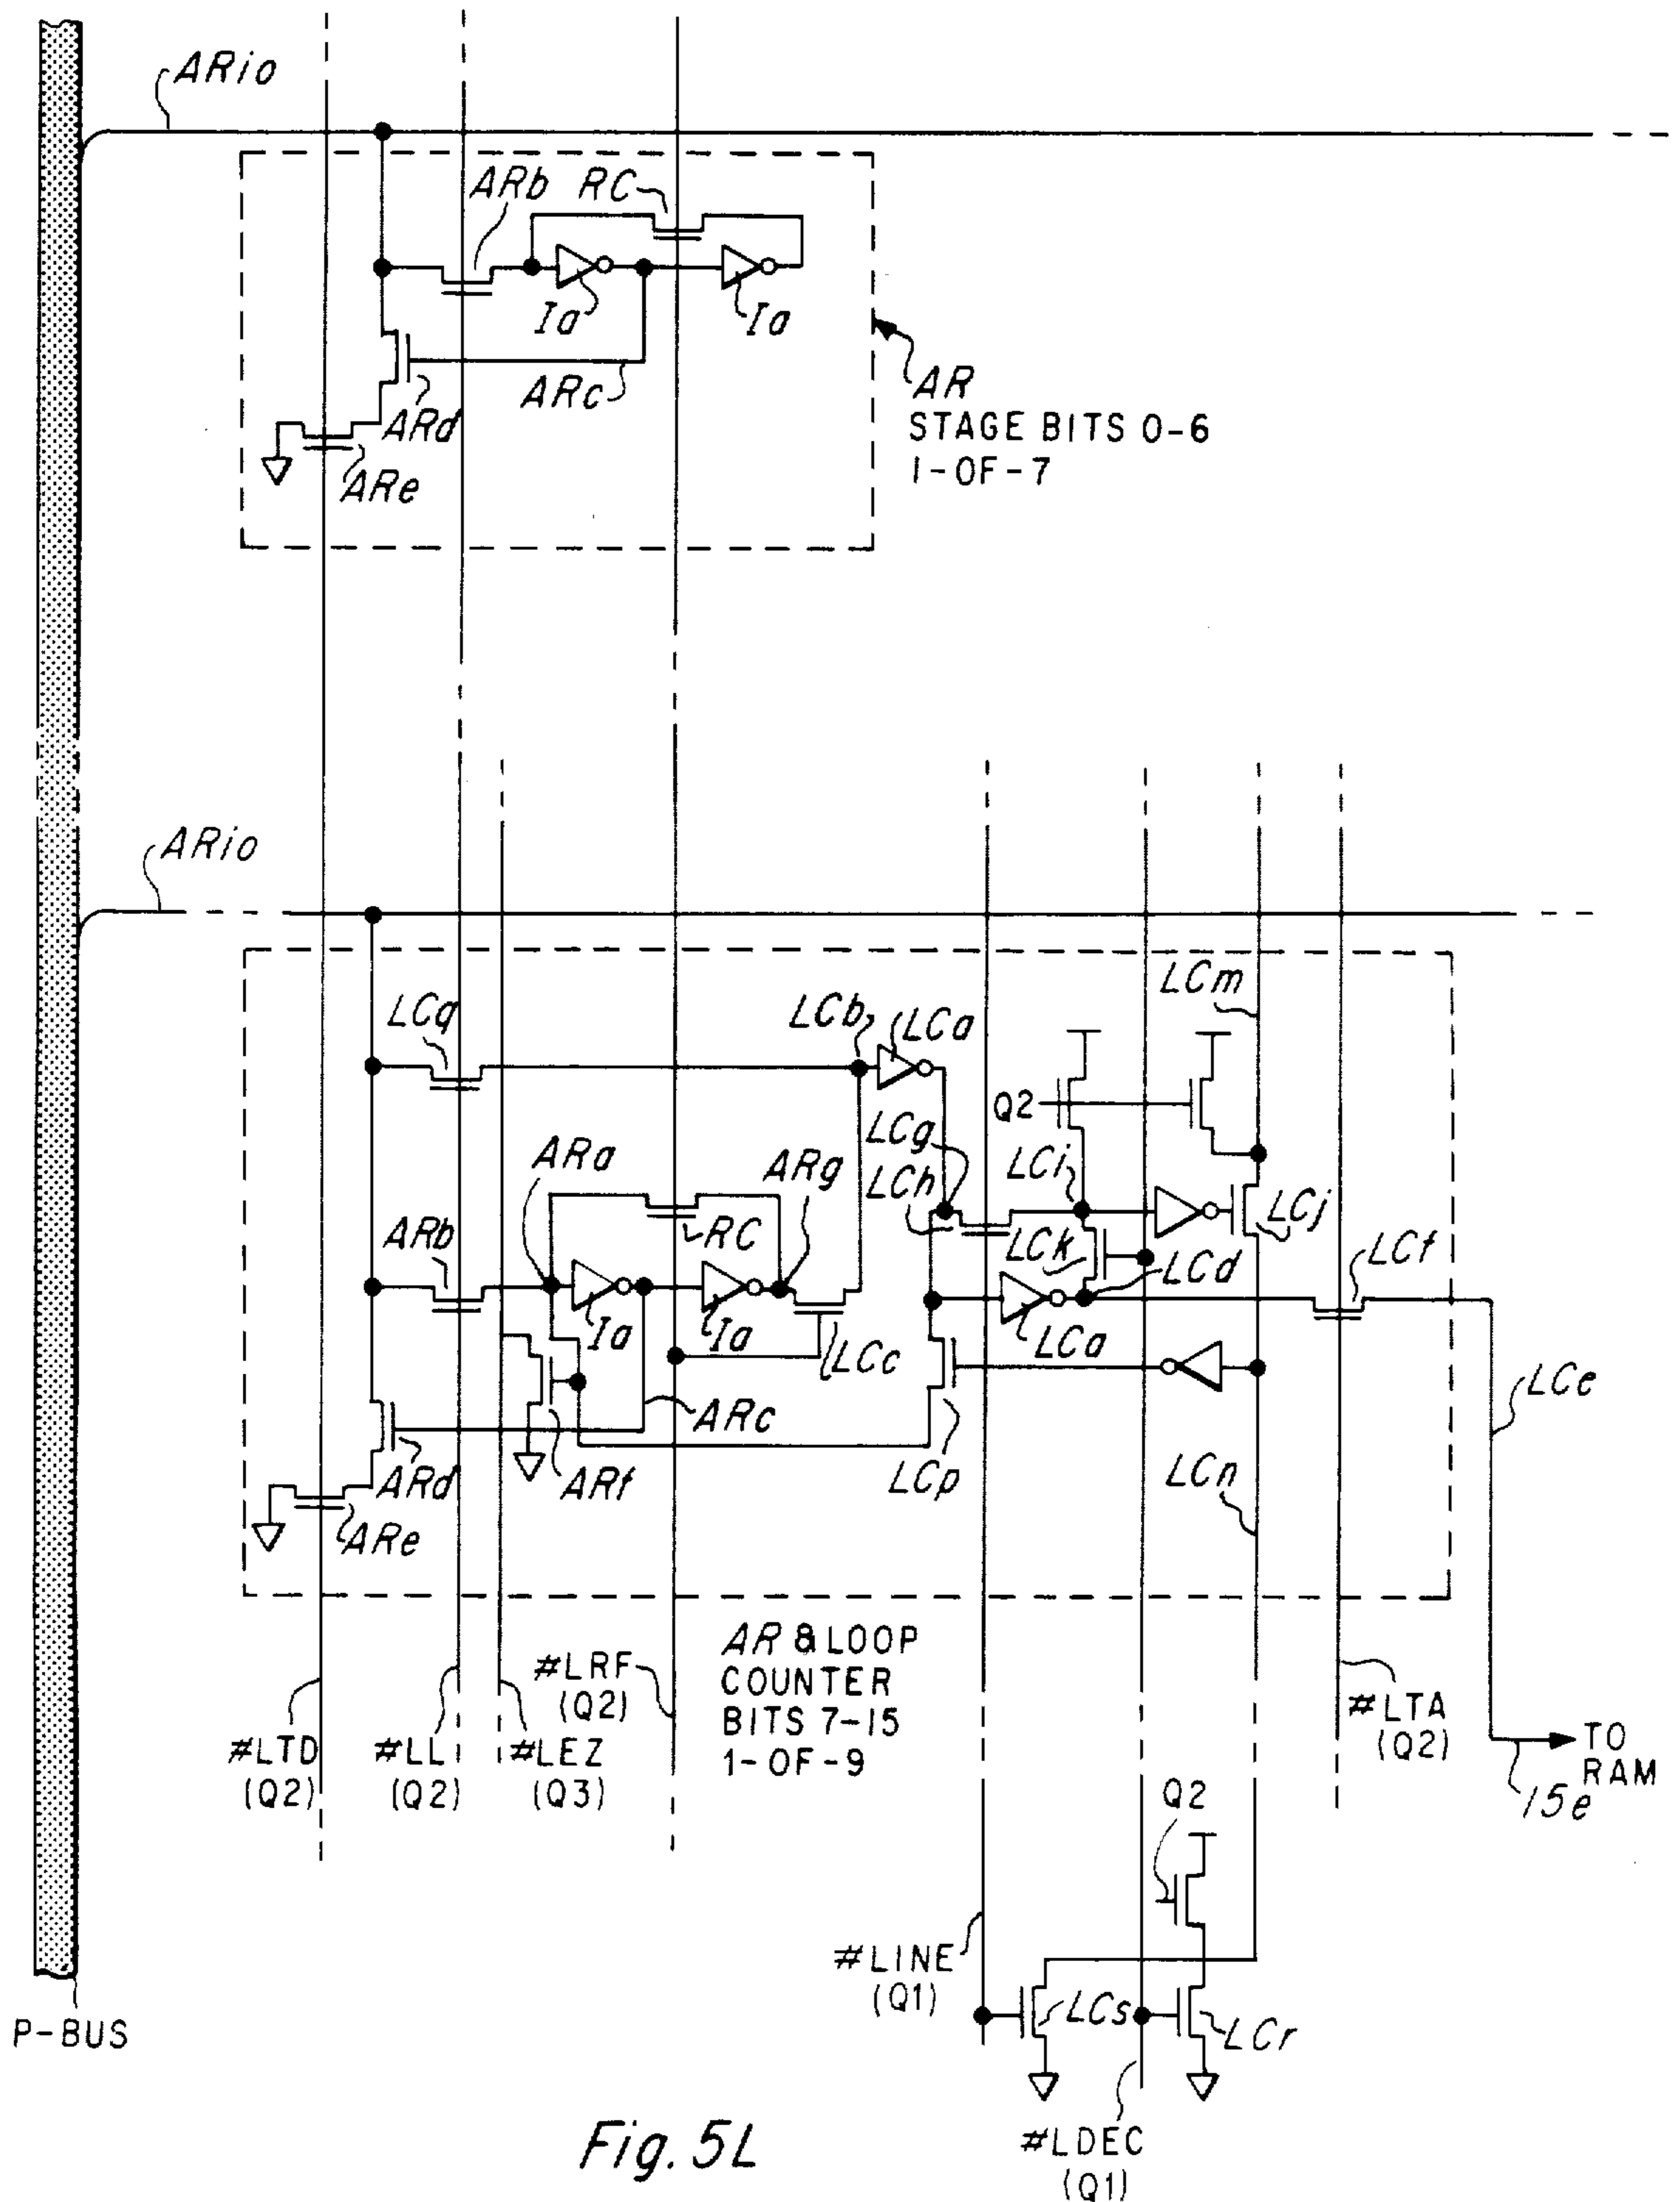 ARio
ARb RC
Ia Ia
ARc
ARd
ARe
AR
STAGE BITS 0-6
1-OF-7
ARio
LCm
LCq
LCb LCa
Q2
LCg
ARa
ARg
LCh
LCi
LCj
RC
LCk
ARb
LCd
LCf
Ia Ia
LCc
LCa
LCe
ARc
ARd
ARf
LCp
LCn
ARe
#LRF
(Q2)
AR & LOOP
COUNTER
BITS 7-15
1-OF-9
#LTD
(Q2)
#LL
(Q2)
#LEZ
(Q3)
#LTA
(Q2)
TO
RAM
15e
Q2
#LINE
(Q1)
LCs
LCr
P-BUS
#LDEC
(Q1)
Fig. 5L